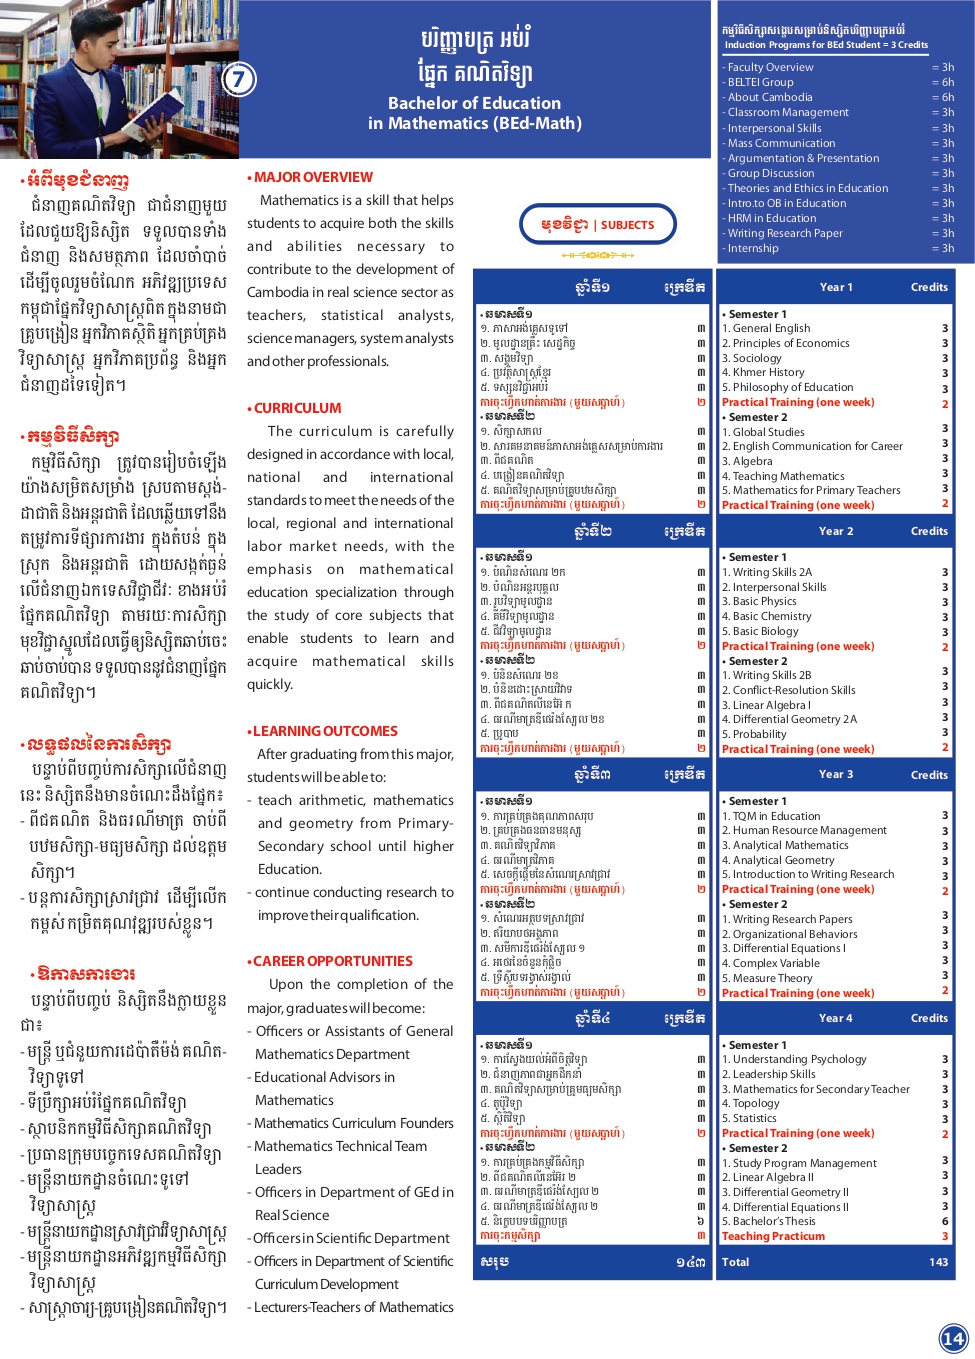 7
បរិញ្ញាបត្រ អប់រំ
ផ្នែក គណិតវិទ្យា
Bachelor of Education
in Mathematics (BEd-Math)
កម្មវិធីសិក្សាសង្ខេបសម្រាប់និស្សិតបរិញ្ញាបត្រអប់រំ
Induction Programs for BEd Student = 3 Credits
- Faculty Overview = 3h
- BELTEI Group = 6h
- About Cambodia = 6h
- Classroom Management = 3h
- Interpersonal Skills = 3h
- Mass Communication = 3h
- Argumentation & Presentation = 3h
- Group Discussion = 3h
- Theories and Ethics in Education = 3h
- Intro.to OB in Education = 3h
- HRM in Education = 3h
- Writing Research Paper = 3h
- Internship = 3h
• អំពីមុខជំនាញ
ជំនាញគណិតវិទ្យា ជាជំនាញមួយ
ដែលជួយឱ្យនិស្សិត ទទួលបានទាំង
ជំនាញ និងសមត្ថភាព ដែលចាំបាច់
ដើម្បីចូលរួមចំណែក អភិវឌ្ឍប្រទេស
កម្ពុជាផ្នែកវិទ្យាសាស្ត្រពិត ក្នុងនាមជា
គ្រូបង្រៀន អ្នកវិភាគស្ថិតិ អ្នកគ្រប់គ្រង
វិទ្យាសាស្ត្រ អ្នកវិភាគប្រព័ន្ធ និងអ្នក
ជំនាញដទៃទៀត។
• កម្មវិធីសិក្សា
កម្មវិធីសិក្សា ត្រូវបានរៀបចំឡើង
យ៉ាងសម្រិតសម្រាំង ស្របតាមស្តង់-
ដាជាតិ និងអន្តរជាតិ ដែលឆ្លើយទៅនឹង
តម្រូវការទីផ្សារការងារ ក្នុងតំបន់ ក្នុង
ស្រុក និងអន្តរជាតិ ដោយសង្កត់ធ្ងន់
លើជំនាញឯកទេសវិជ្ជាជីវៈ ខាងអប់រំ
ផ្នែកគណិតវិទ្យា តាមរយៈការសិក្សា
មុខវិជ្ជាស្នូលដែលធ្វើឲ្យនិស្សិតឆាប់ចេះ
ឆាប់ចាប់បាន ទទួលបាននូវជំនាញផ្នែក
គណិតវិទ្យា។
• លទ្ធផលនៃការសិក្សា
បន្ទាប់ពីបញ្ចប់ការសិក្សាលើជំនាញ
នេះ និស្សិតនឹងមានចំណេះដឹងផ្នែក៖
- ពីជគណិត និងធរណីមាត្រ ចាប់ពី
បឋមសិក្សា-មធ្យមសិក្សា ដល់ឧត្តម
សិក្សា។
- បន្តការសិក្សាស្រាវជ្រាវ ដើម្បីលើក
កម្ពស់កម្រិតគុណវុឌ្ឍរបស់ខ្លួន។
• ឱកាសការងារ
បន្ទាប់ពីបញ្ចប់ និស្សិតនឹងក្លាយខ្លួន
ជា៖
- មន្ត្រី ឬជំនួយការដេប៉ាតឺម៉ង់ គណិត-
វិទ្យាទូទៅ
- ទីប្រឹក្សាអប់រំផ្នែកគណិតវិទ្យា
- ស្ថាបនិកកម្មវិធីសិក្សាគណិតវិទ្យា
- ប្រធានក្រុមបច្ចេកទេសគណិតវិទ្យា
- មន្ត្រីនាយកដ្ឋានចំណេះទូទៅ
វិទ្យាសាស្ត្រ
- មន្ត្រីនាយកដ្ឋានស្រាវជ្រាវវិទ្យាសាស្ត្រ
- មន្ត្រីនាយកដ្ឋានអភិវឌ្ឍកម្មវិធីសិក្សា
វិទ្យាសាស្ត្រ
- សាស្ត្រាចារ្យ-គ្រូបង្រៀនគណិតវិទ្យា។
• MAJOR OVERVIEW
Mathematics is a skill that helps
students to acquire both the skills
and abilities necessary to
contribute to the development of
Cambodia in real science sector as
teachers, statistical analysts,
science managers, system analysts
and other professionals.
• CURRICULUM
The curriculum is carefully
designed in accordance with local,
national and international
standards to meet the needs of the
local, regional and international
labor market needs, with the
emphasis on mathematical
education specialization through
the study of core subjects that
enable students to learn and
acquire mathematical skills
quickly.
• LEARNING OUTCOMES
After graduating from this major,
students will be able to:
- teach arithmetic, mathematics
and geometry from Primary-
Secondary school until higher
Education.
- continue conducting research to
improve their qualification.
• CAREER OPPORTUNITIES
Upon the completion of the
major, graduates will become:
- Officers or Assistants of General
Mathematics Department
- Educational Advisors in
Mathematics
- Mathematics Curriculum Founders
- Mathematics Technical Team
Leaders
- Officers in Department of GEd in
Real Science
- Officers in Scientific Department
- Officers in Department of Scientific
Curriculum Development
- Lecturers-Teachers of Mathematics
មុខវិជ្ជា | SUBJECTS
ឆ្នាំទី១ ក្រេឌីត
• ឆមាសទី១
១. ភាសាអង់គ្លេសទូទៅ ៣
២. មូលដ្ឋានគ្រឹះ សេដ្ឋកិច្ច ៣
៣. សង្គមវិទ្យា ៣
៤. ប្រវត្តិសាស្ត្រខ្មែរ ៣
៥. ទស្សនវិជ្ជាអប់រំ ៣
ការចុះហ្វឹកហាត់ការងារ (មួយសប្តាហ៍) ២
• ឆមាសទី២
១. សិក្សាសកល ៣
២. សារគមនាគមន៍ភាសាអង់គ្លេសសម្រាប់ការងារ ៣
៣. ពីជគណិត ៣
៤. បង្រៀនគណិតវិទ្យា ៣
៥. គណិតវិទ្យាសម្រាប់គ្រូបឋមសិក្សា ៣
ការចុះហ្វឹកហាត់ការងារ (មួយសប្តាហ៍) ២
ឆ្នាំទី២ ក្រេឌីត
• ឆមាសទី១
១. បំណិនសំណេរ ២ក ៣
២. បំណិនអន្តរបុគ្គល ៣
៣. រូបវិទ្យាមូលដ្ឋាន ៣
៤. គីមីវិទ្យាមូលដ្ឋាន ៣
៥. ជីវវិទ្យាមូលដ្ឋាន ៣
ការចុះហ្វឹកហាត់ការងារ (មួយសប្តាហ៍) ២
• ឆមាសទី២
១. បំនិនសំណេរ ២ខ ៣
២. បំនិនដោះស្រាយវិវាទ ៣
៣. ពីជគណិតលីនេអ៊ែរ ក ៣
៤. ធរណីមាត្រឌីផេរ៉ង់ស្យែល ២ខ ៣
៥. ប្រូបាប ៣
ការចុះហ្វឹកហាត់ការងារ (មួយសប្តាហ៍) ២
ឆ្នាំទី៣ ក្រេឌីត
• ឆមាសទី១
១. ការគ្រប់គ្រងគុណភាពសរុប ៣
២. គ្រប់គ្រងធនធានមនុស្ស ៣
៣. គណិតវិទ្យាវិភាគ ៣
៤. ធរណីមាត្រវិភាគ ៣
៥. សេចក្តីផ្តើមនៃសំណេរស្រាវជ្រាវ ៣
ការចុះហ្វឹកហាត់ការងារ (មួយសប្តាហ៍) ២
• ឆមាសទី២
១. សំណេរអត្ថបទស្រាវជ្រាវ ៣
២. ឥរិយាបថអង្គភាព ៣
៣. សមីការឌីផេរ៉ង់ស្យែល ១ ៣
៤. អថេរនៃចំនួនកុំផ្លិច ៣
៥. ទ្រឹស្តីបទរង្វាស់រង្វាល់ ៣
ការចុះហ្វឹកហាត់ការងារ (មួយសប្តាហ៍) ២
ឆ្នាំទី៤ ក្រេឌីត
• ឆមាសទី១
១. ការស្វែងយល់អំពីចិត្តវិទ្យា ៣
២. ជំនាញភាពជាអ្នកដឹកនាំ ៣
៣. គណិតវិទ្យាសម្រាប់គ្រូមធ្យមសិក្សា ៣
៤. តូប៉ូវិទ្យា ៣
៥. ស្ថិតិវិទ្យា ៣
ការចុះហ្វឹកហាត់ការងារ (មួយសប្តាហ៍) ២
• ឆមាសទី២
១. ការគ្រប់គ្រងកម្មវិធីសិក្សា ៣
២. ពីជគណិតលីនេអ៊ែរ ២ ៣
៣. ធរណីមាត្រឌីផេរ៉ង់ស្យែល ២ ៣
៤. ធរណីមាត្រឌីផេរ៉ង់ស្យែល ២ ៣
៥. និក្ខេបបទបរិញ្ញាបត្រ ៦
ការចុះកម្មសិក្សា ៣
សរុប ១៤៣
Year 1 Credits
• Semester 1
1. General English 3
2. Principles of Economics 3
3. Sociology 3
4. Khmer History 3
5. Philosophy of Education 3
Practical Training (one week) 2
• Semester 2
1. Global Studies 3
2. English Communication for Career 3
3. Algebra 3
4. Teaching Mathematics 3
5. Mathematics for Primary Teachers 3
Practical Training (one week) 2
Year 2 Credits
• Semester 1
1. Writing Skills 2A 3
2. Interpersonal Skills 3
3. Basic Physics 3
4. Basic Chemistry 3
5. Basic Biology 3
Practical Training (one week) 2
• Semester 2
1. Writing Skills 2B 3
2. Conflict-Resolution Skills 3
3. Linear Algebra I 3
4. Differential Geometry 2A 3
5. Probability 3
Practical Training (one week) 2
Year 3 Credits
• Semester 1
1. TQM in Education 3
2. Human Resource Management 3
3. Analytical Mathematics 3
4. Analytical Geometry 3
5. Introduction to Writing Research 3
Practical Training (one week) 2
• Semester 2
1. Writing Research Papers 3
2. Organizational Behaviors 3
3. Differential Equations I 3
4. Complex Variable 3
5. Measure Theory 3
Practical Training (one week) 2
Year 4 Credits
• Semester 1
1. Understanding Psychology 3
2. Leadership Skills 3
3. Mathematics for Secondary Teacher 3
4. Topology 3
5. Statistics 3
Practical Training (one week) 2
• Semester 2
1. Study Program Management 3
2. Linear Algebra II 3
3. Differential Geometry II 3
4. Differential Equations II 3
5. Bachelor's Thesis 6
Teaching Practicum 3
Total 143
14